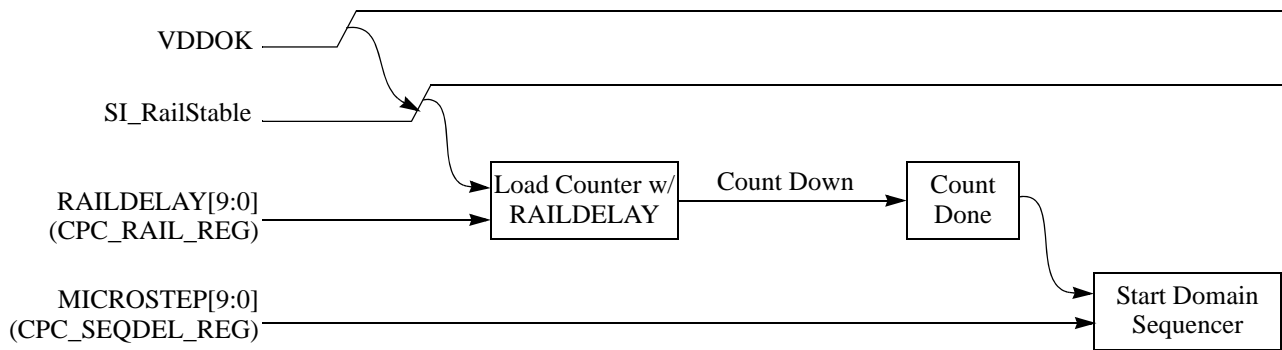 VDDOK
SI_RailStable
RAILDELAY[9:0]
(CPC_RAIL_REG)
Load Counter w/
RAILDELAY
Count Down
Count
Done
MICROSTEP[9:0]
(CPC_SEQDEL_REG)
Start Domain
Sequencer